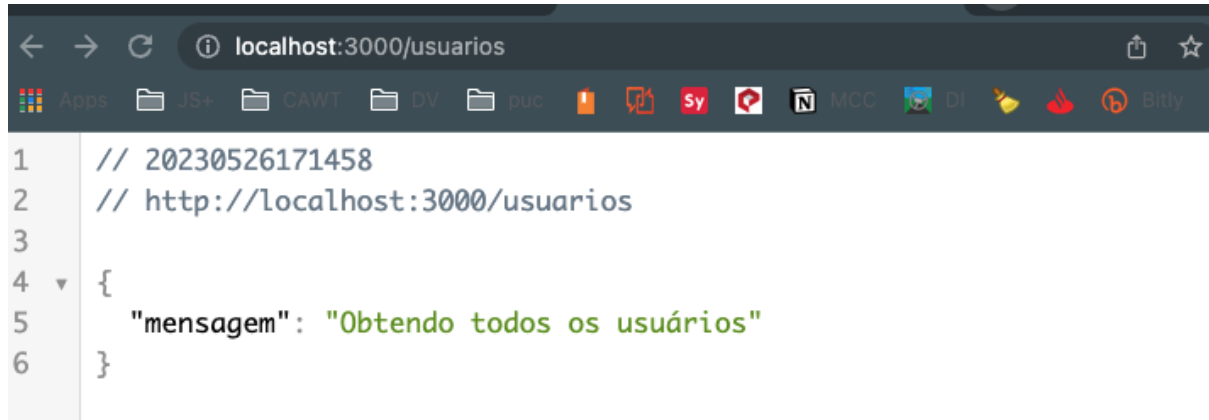 localhost:3000/usuarios
Apps JS+ CAWT DV puc Sy MCC DI Bitly
1 // 20230526171458
2 // http://localhost:3000/usuarios
3
4 {
5 "mensagem": "Obtendo todos os usuários"
6 }